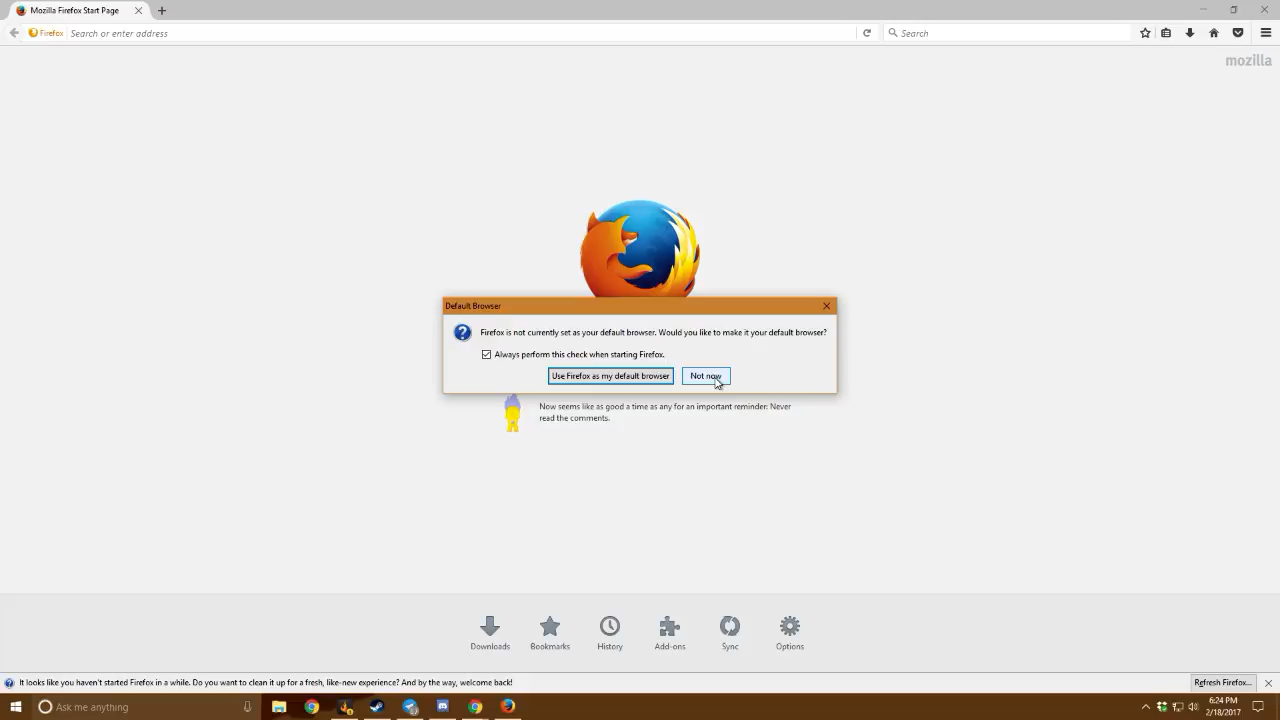 Mozilla Firefox Start Page
Firefox
Search or enter address
Search
mozilla
Default Browser
Firefox is not currently set as your default browser. Would you like to make it your default browser?
Always perform this check when starting Firefox.
Use Firefox as my default browser
Not now
Now seems like as good a time as any for an important reminder: Never
read the comments.
Downloads
Bookmarks
History
Add-ons
Sync
Options
It looks like you haven't started Firefox in a while. Do you want to clean it up for a fresh, like-new experience? And by the way, welcome back!
Refresh Firefox...
Ask me anything
6:24 PM
2/18/2017